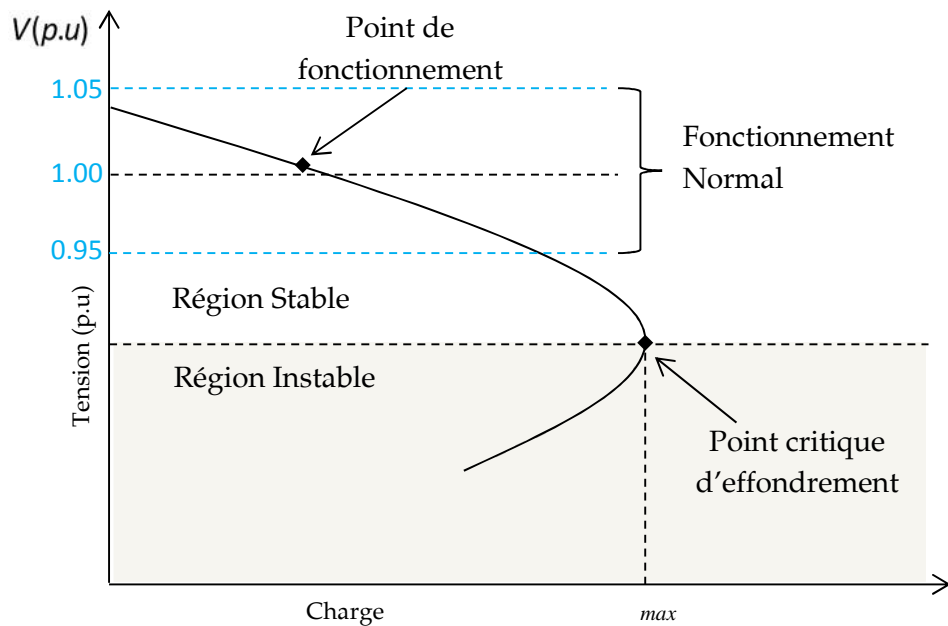 V(p.u)
Point de
fonctionnement
1.05
1.00
0.95
Fonctionnement
Normal
Région Stable
Région Instable
Tension (p.u)
Point critique
d'effondrement
Charge
max